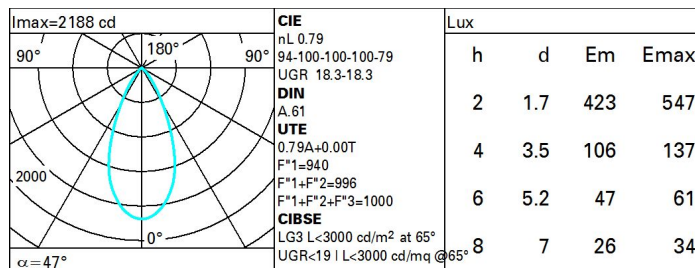 Imax=2188 cd
90° 180° 90°
2000
0°
α=47°
CIE
nL 0.79
94-100-100-100-79
UGR 18.3-18.3
DIN
A.61
UTE
0.79A+0.00T
F"1=940
F"1+F"2=996
F"1+F"2+F"3=1000
CIBSE
LG3 L<3000 cd/m² at 65°
UGR<19 | L<3000 cd/mq @65°
Lux
h d Em Emax
2 1.7 423 547
4 3.5 106 137
6 5.2 47 61
8 7 26 34